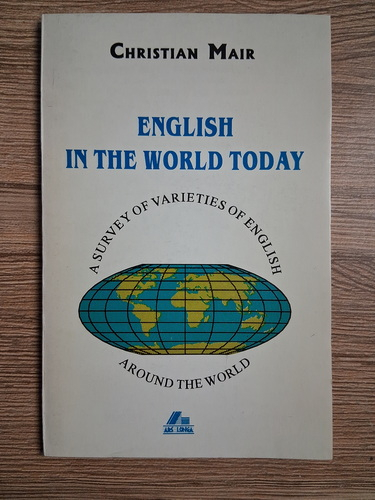 CHRISTIAN MAIR
ENGLISH
IN THE WORLD TODAY
A SURVEY OF VARIETIES OF ENGLISH
AROUND THE WORLD
ARS LONGA